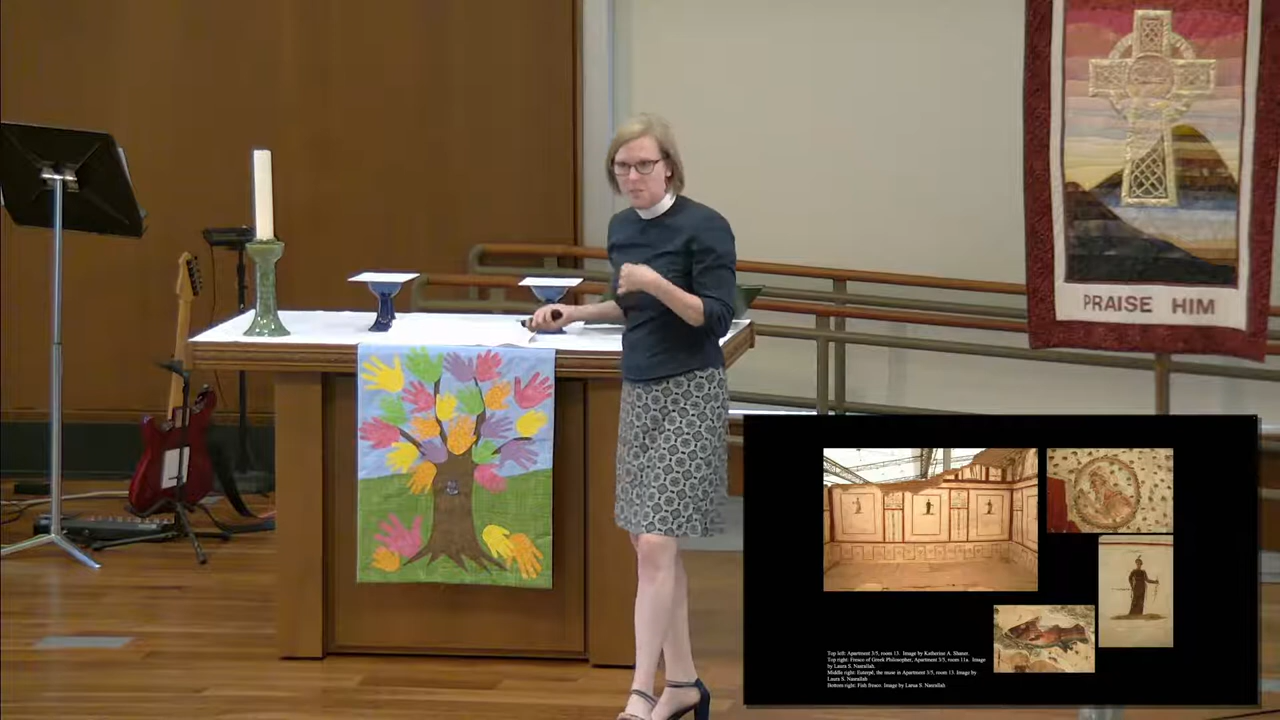 PRAISE HIM
Top left: Apartment 3/5, room 13. Image by Katherine A. Shaner.
Top right: Fresco of Greek Philosopher, Apartment 3/5, room 11a. Image
by Laura S. Nasrallah.
Middle right: Euterpé, the muse in Apartment 3/5, room 13. Image by
Laura S. Nasrallah
Bottom right: Fish fresco. Image by Larua S. Nasrallah